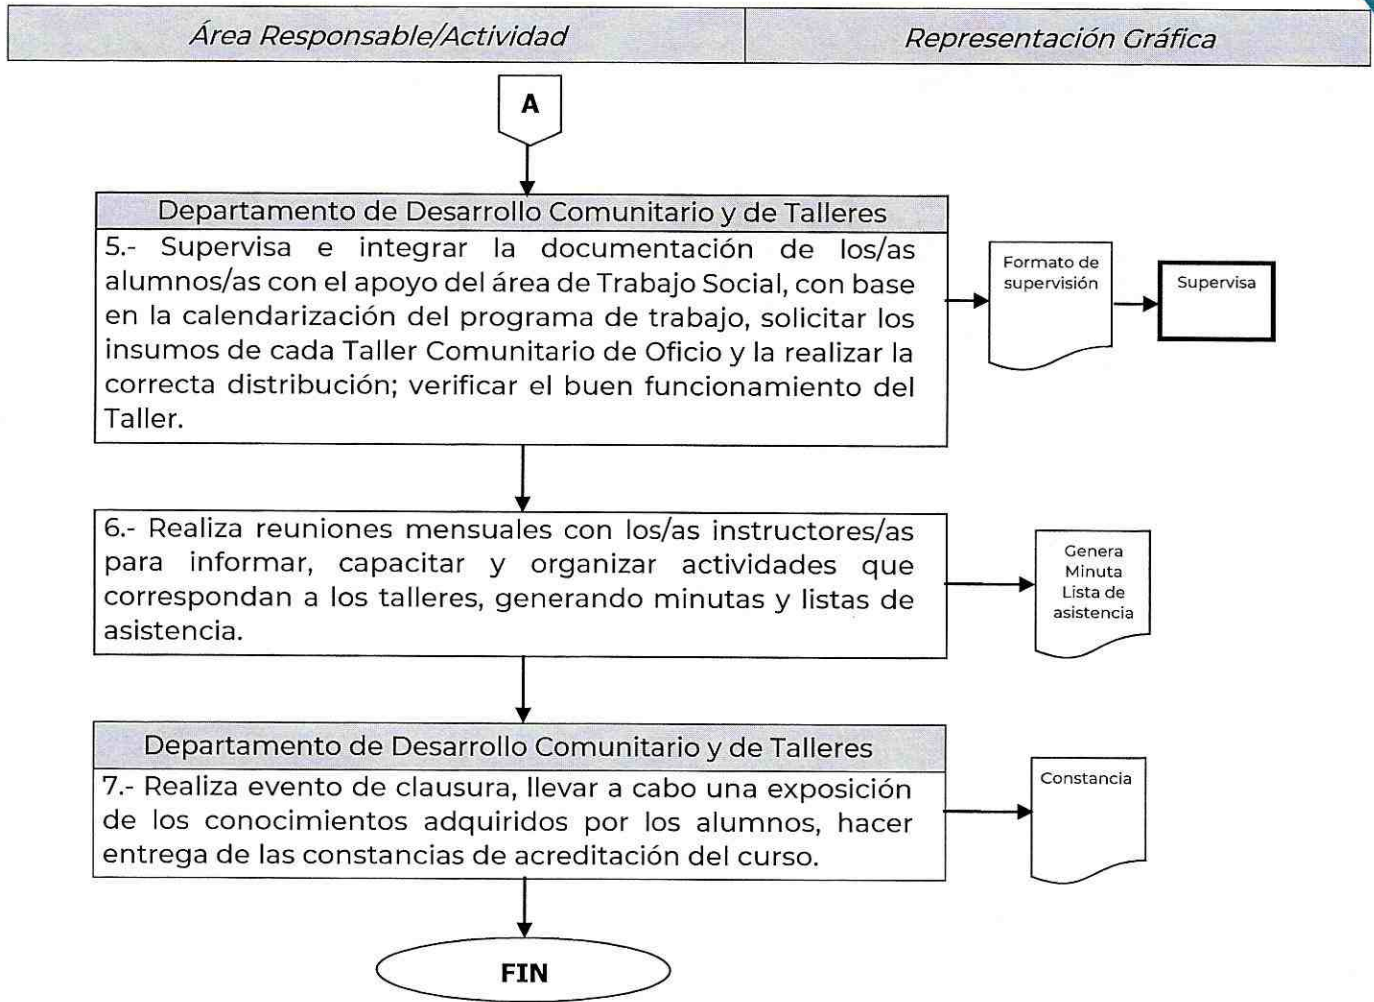 Área Responsable/Actividad
Representación Gráfica
A
Departamento de Desarrollo Comunitario y de Talleres
5.- Supervisa e integrar la documentación de los/as
alumnos/as con el apoyo del área de Trabajo Social, con base
en la calendarización del programa de trabajo, solicitar los
insumos de cada Taller Comunitario de Oficio y la realizar la
correcta distribución; verificar el buen funcionamiento del
Taller.
Formato de
supervisión
Supervisa
6.- Realiza reuniones mensuales con los/as instructores/as
para informar, capacitar y organizar actividades que
correspondan a los talleres, generando minutas y listas de
asistencia.
Genera
Minuta
Lista de
asistencia
Departamento de Desarrollo Comunitario y de Talleres
7.- Realiza evento de clausura, llevar a cabo una exposición
de los conocimientos adquiridos por los alumnos, hacer
entrega de las constancias de acreditación del curso.
Constancia
FIN